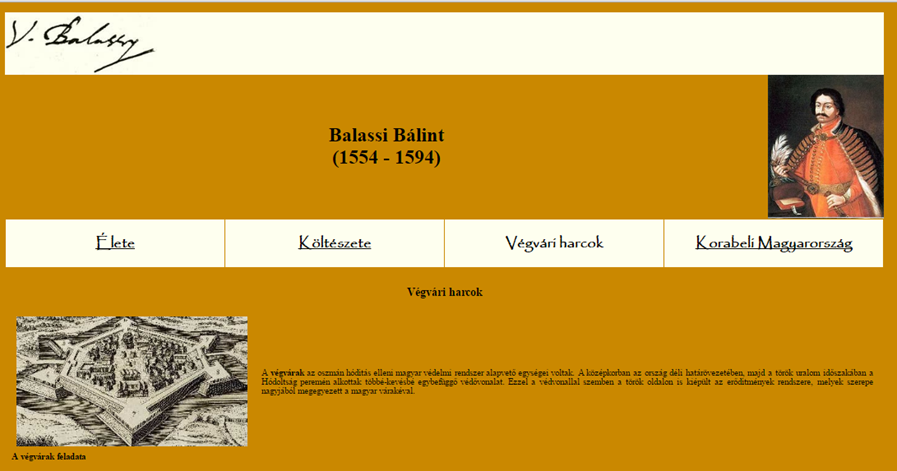 V. Balassy
Balassi Bálint
(1554 - 1594)
Élete
Költészete
Végvári harcok
Korabeli Magyarország
Végvári harcok
A végvárak az oszmán hódítás elleni magyar védelmi rendszer alapvető egységei voltak. A középkorban az ország déli határövezetében, majd a török uralom időszakában a
Hódoltság peremén alkottak többé-kevésbé egybefüggő védővonalat. Ezzel a védvonallal szemben a török oldalon is kiépült az erődítmények rendszere, melyek szerepe
nagyjából megegyezett a magyar várakéval.
A végvárak feladata